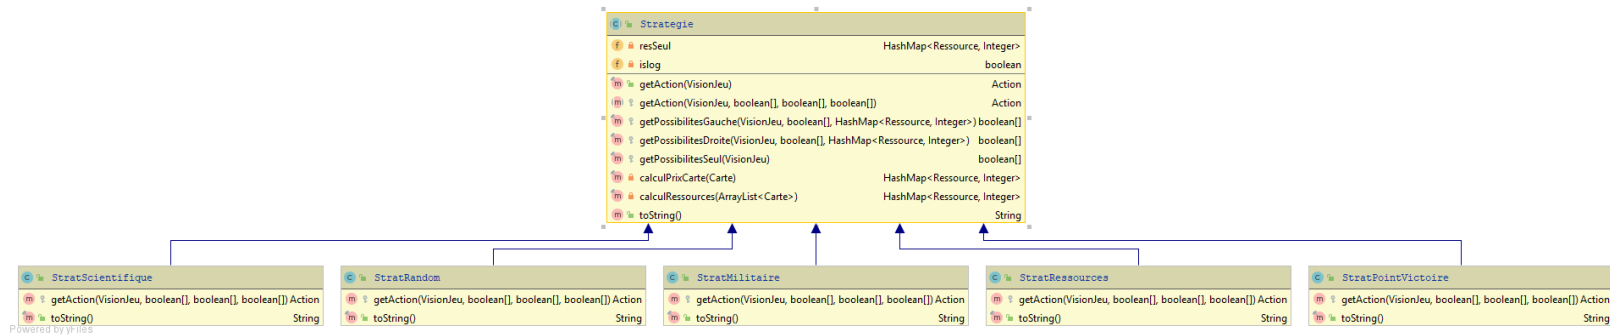 Strategie
resSeul HashMap<Ressource, Integer>
islog boolean
getAction(VisionJeu) Action
getAction(VisionJeu, boolean[], boolean[], boolean[]) Action
getPossibilitesGauche(VisionJeu, boolean[], HashMap<Ressource, Integer>) boolean[]
getPossibilitesDroite(VisionJeu, boolean[], HashMap<Ressource, Integer>) boolean[]
getPossibilitesSeul(VisionJeu) boolean[]
calculPrixCarte(Carte) HashMap<Ressource, Integer>
calculRessources(ArrayList<Carte>) HashMap<Ressource, Integer>
toString() String
StratScientifique
getAction(VisionJeu, boolean[], boolean[], boolean[]) Action
toString() String
StratRandom
getAction(VisionJeu, boolean[], boolean[], boolean[]) Action
toString() String
StratMilitaire
getAction(VisionJeu, boolean[], boolean[], boolean[]) Action
toString() String
StratRessources
getAction(VisionJeu, boolean[], boolean[], boolean[]) Action
toString() String
StratPointVictoire
getAction(VisionJeu, boolean[], boolean[], boolean[]) Action
toString() String
Powered by yFiles